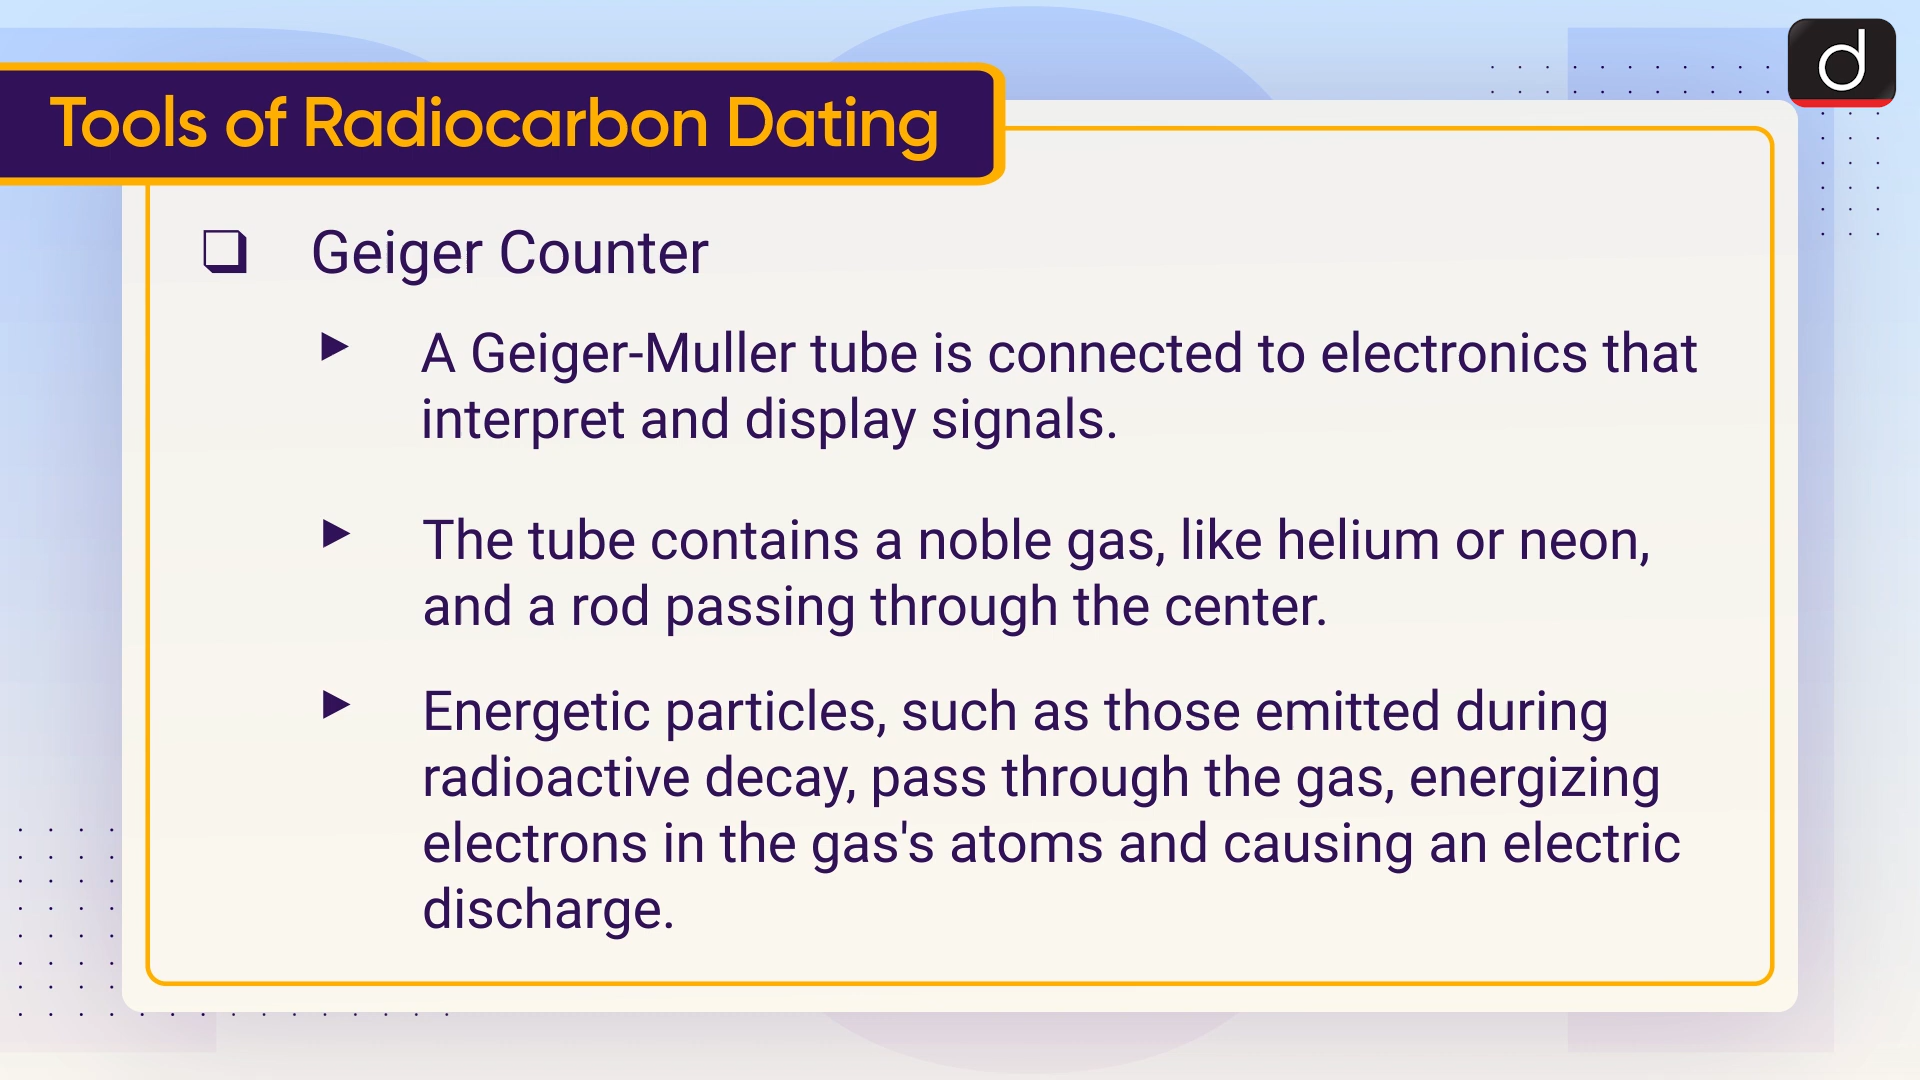 Tools of Radiocarbon Dating
d
❑ Geiger Counter
► A Geiger-Muller tube is connected to electronics that
interpret and display signals.
► The tube contains a noble gas, like helium or neon,
and a rod passing through the center.
► Energetic particles, such as those emitted during
radioactive decay, pass through the gas, energizing
electrons in the gas's atoms and causing an electric
discharge.